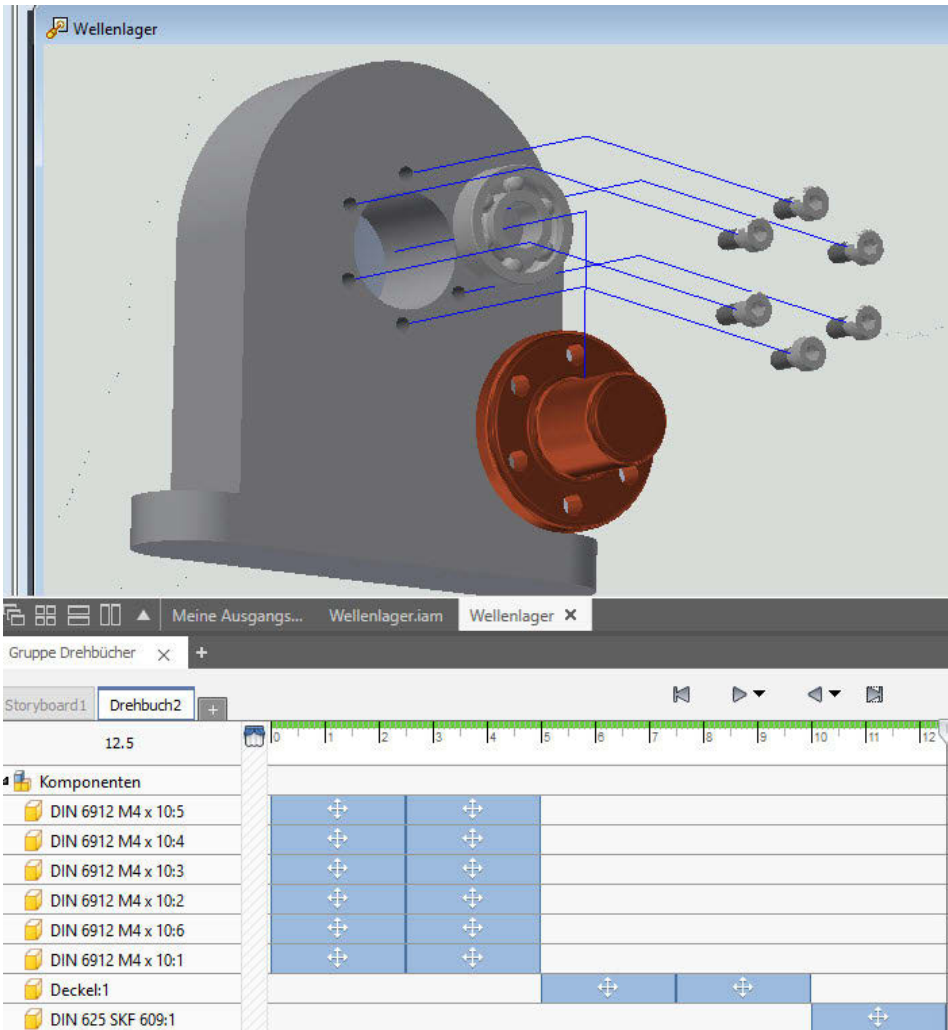 Wellenlager
Meine Ausgangs... Wellenlager.iam Wellenlager
Gruppe Drehbücher
Storyboard1 Drehbuch2
12.5 0 1 2 3 4 5 6 7 8 9 10 11 12
Komponenten
DIN 6912 M4 x 10:5
DIN 6912 M4 x 10:4
DIN 6912 M4 x 10:3
DIN 6912 M4 x 10:2
DIN 6912 M4 x 10:6
DIN 6912 M4 x 10:1
Deckel:1
DIN 625 SKF 609:1